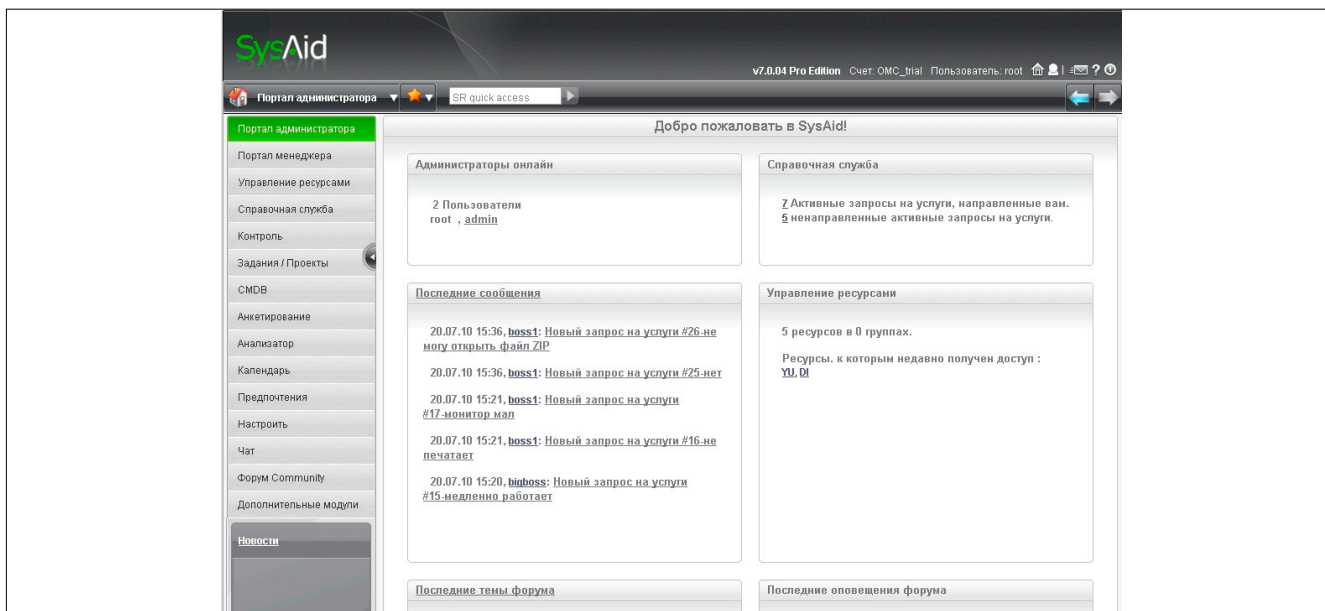 SysAid
v7.0.04 Pro Edition Счет: OMC_trial Пользователь: root
Портал администратора
SR quick access
Портал администратора
Портал менеджера
Управление ресурсами
Справочная служба
Контроль
Задания / Проекты
CMDB
Анкетирование
Анализатор
Календарь
Предпочтения
Настроить
Чат
Форум Community
Дополнительные модули
Новости
Добро пожаловать в SysAid!
Администраторы онлайн
2 Пользователи
root , admin
Справочная служба
7 Активные запросы на услуги, направленные вам.
5 ненаправленные активные запросы на услуги.
Последние сообщения
20.07.10 15:36, boss1: Новый запрос на услуги #26-не
могу открыть файл ZIP
20.07.10 15:36, boss1: Новый запрос на услуги #25-нет
20.07.10 15:21, boss1: Новый запрос на услуги
#17-монитор мал
20.07.10 15:21, boss1: Новый запрос на услуги #16-не
печатает
20.07.10 15:20, bigboss: Новый запрос на услуги
#15-медленно работает
Управление ресурсами
5 ресурсов в 0 группах.
Ресурсы. к которым недавно получен доступ :
YU, DI
Последние темы форума
Последние оповещения форума